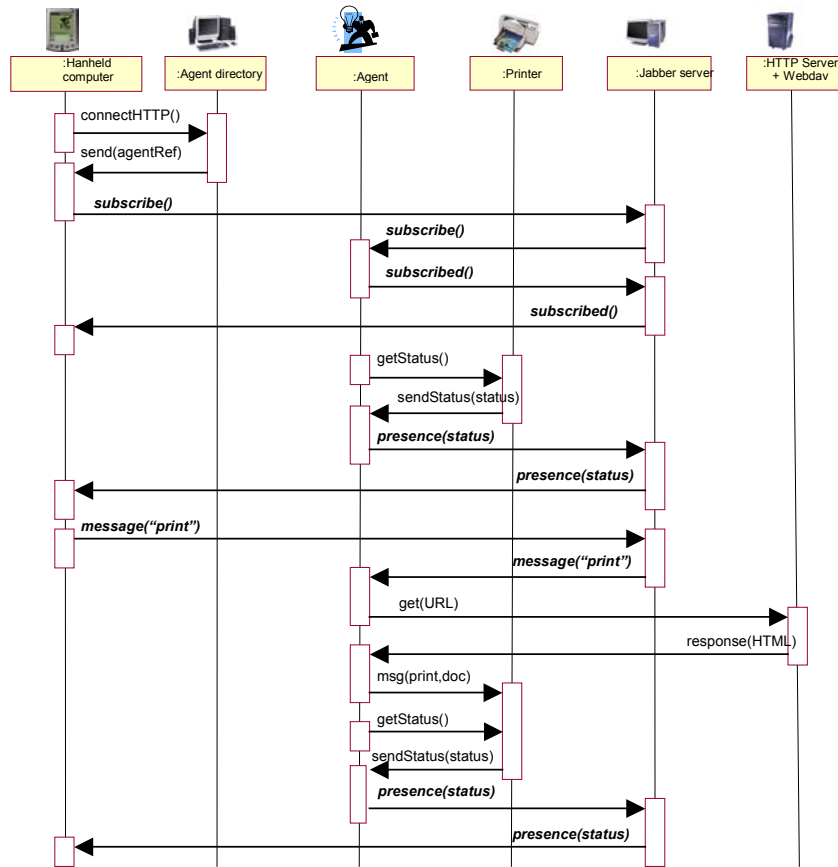 :Hanheld
computer
:Agent directory
:Agent
:Printer
:Jabber server
:HTTP Server
+ Webdav
connectHTTP()
send(agentRef)
subscribe()
subscribe()
subscribed()
subscribed()
getStatus()
sendStatus(status)
presence(status)
presence(status)
message(“print”)
message(“print”)
get(URL)
response(HTML)
msg(print,doc)
getStatus()
sendStatus(status)
presence(status)
presence(status)